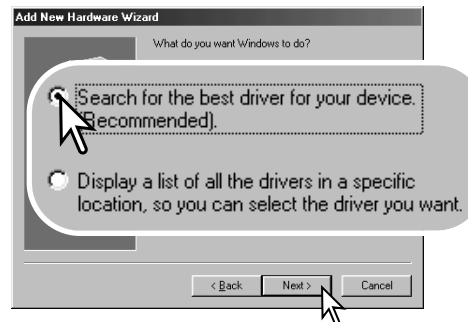 Add New Hardware Wizard
What do you want Windows to do?
Search for the best driver for your device.
(Recommended).
Display a list of all the drivers in a specific
location, so you can select the driver you want.
< Back
Next >
Cancel